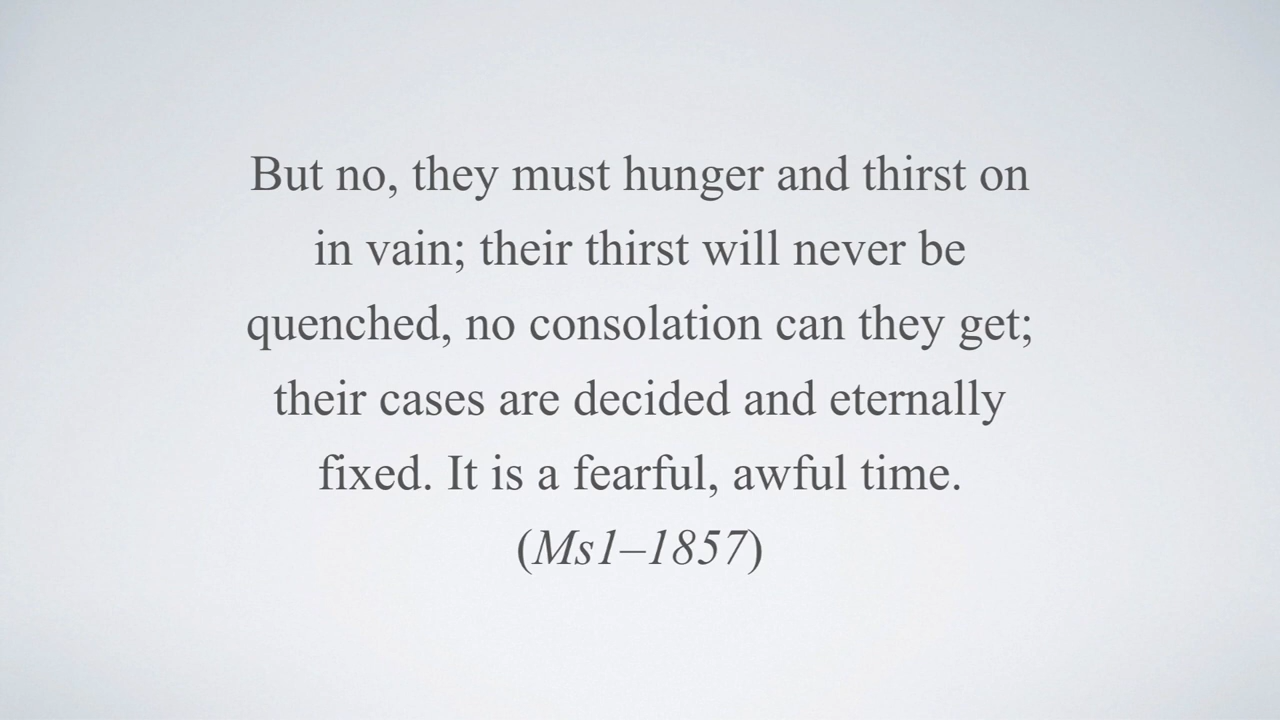 But no, they must hunger and thirst on
in vain; their thirst will never be
quenched, no consolation can they get;
their cases are decided and eternally
fixed. It is a fearful, awful time.
(Ms1–1857)